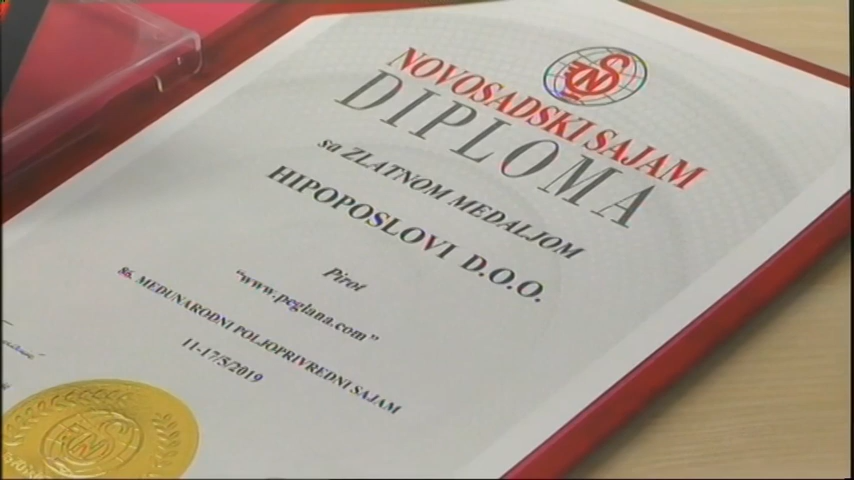 NOVOSADSKI SAJAM
DIPLOMA
sa ZLATNOM MEDALJOM
HIPOPOSLOVI D.O.O.
Pirot
"www.peglana.com"
86. MEĐUNARODNI POLJOPRIVREDNI SAJAM
11-17/5/2019